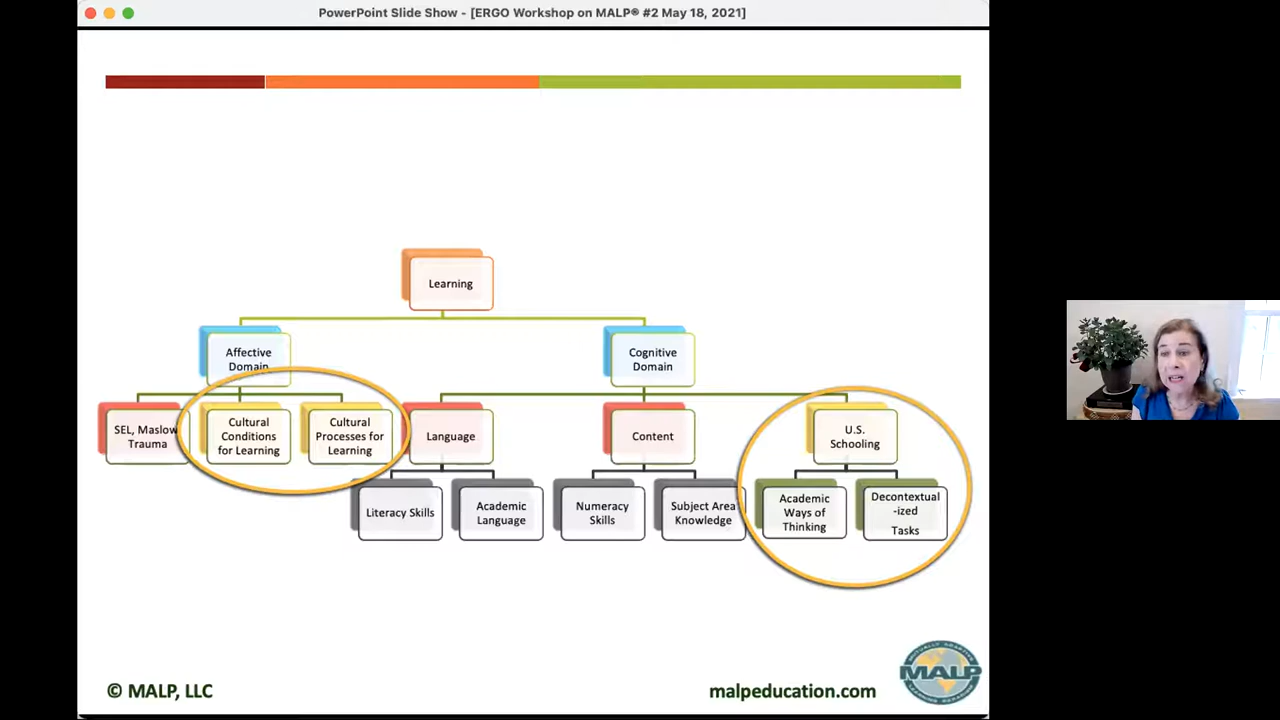 PowerPoint Slide Show - [ERGO Workshop on MALP® #2 May 18, 2021]
Learning
Affective
Domain
Cognitive
Domain
SEL, Maslow
Trauma
Cultural
Conditions
for Learning
Cultural
Processes for
Learning
Language
Content
U.S.
Schooling
Literacy Skills
Academic
Language
Numeracy
Skills
Subject Area
Knowledge
Academic
Ways of
Thinking
Decontextual
-ized
Tasks
© MALP, LLC
malpeducation.com
MALP